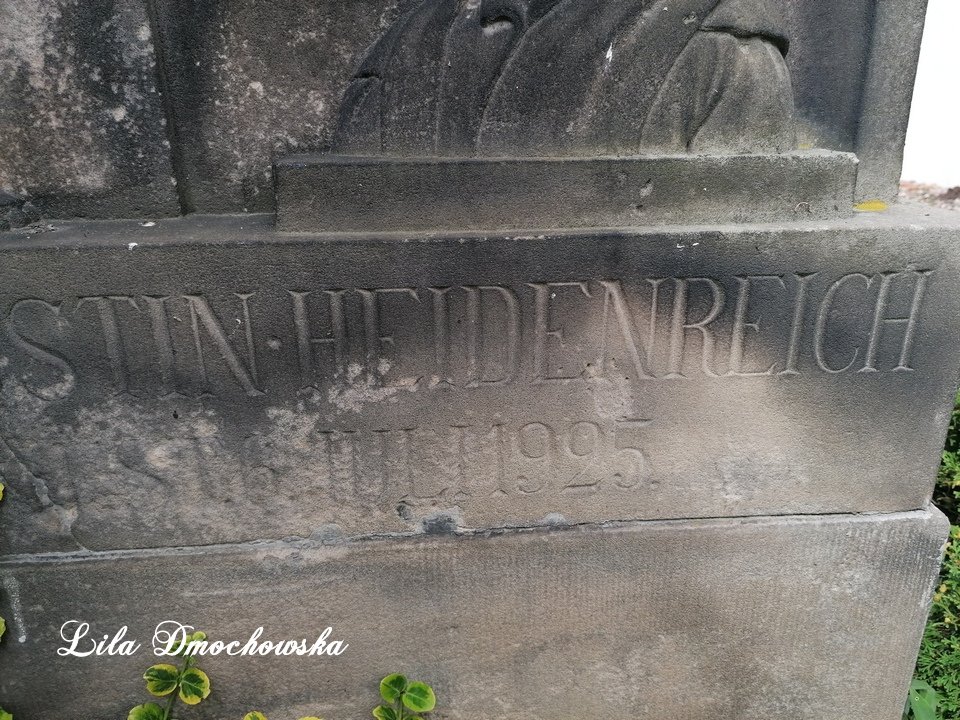 STIN · HEIDENREICH
JULI 1925.
Lila Dmochowska